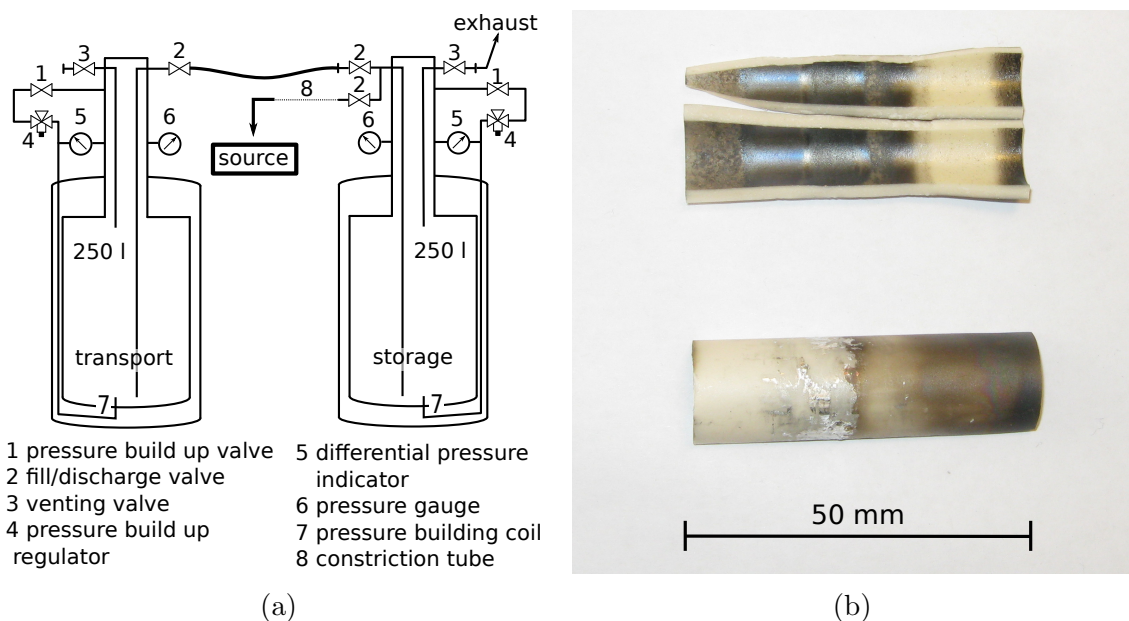 exhaust
3
2
2
3
1
2
8
1
4
5
6
source
6
5
4
250 l
250 l
transport
storage
7
7
1 pressure build up valve
2 fill/discharge valve
3 venting valve
4 pressure build up
regulator
5 differential pressure
indicator
6 pressure gauge
7 pressure building coil
8 constriction tube
50 mm
(a)
(b)